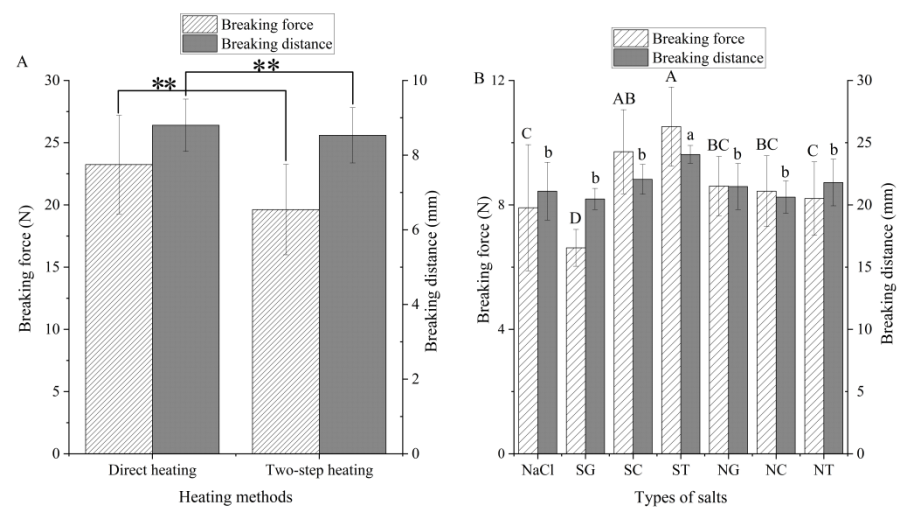 A
Breaking force
Breaking distance
**
**
30
25
20
15
10
5
0
Breaking force (N)
10
8
6
4
2
0
Breaking distance (mm)
Direct heating
Two-step heating
Heating methods
B
Breaking force
Breaking distance
12
8
4
0
Breaking force (N)
C
b
D
b
AB
b
A
a
BC
b
BC
b
C
b
30
25
20
15
10
5
0
Breaking distance (mm)
NaCl
SG
SC
ST
NG
NC
NT
Types of salts